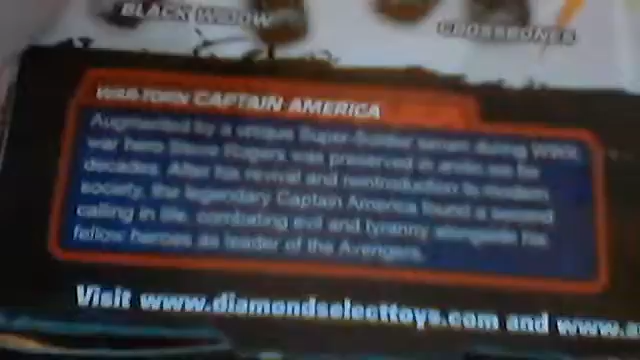 BLACK WIDOW
CROSSBONES
WAR-TORN CAPTAIN AMERICA
Augmented by a unique Super-Soldier serum during WWII,
war hero Steve Rogers was preserved in arctic ice for
decades. After his revival and reintroduction to modern
society, the legendary Captain America found a second
calling in life, combating evil and tyranny alongside his
fellow heroes as leader of the Avengers.
Visit www.diamondselecttoys.com and www.a